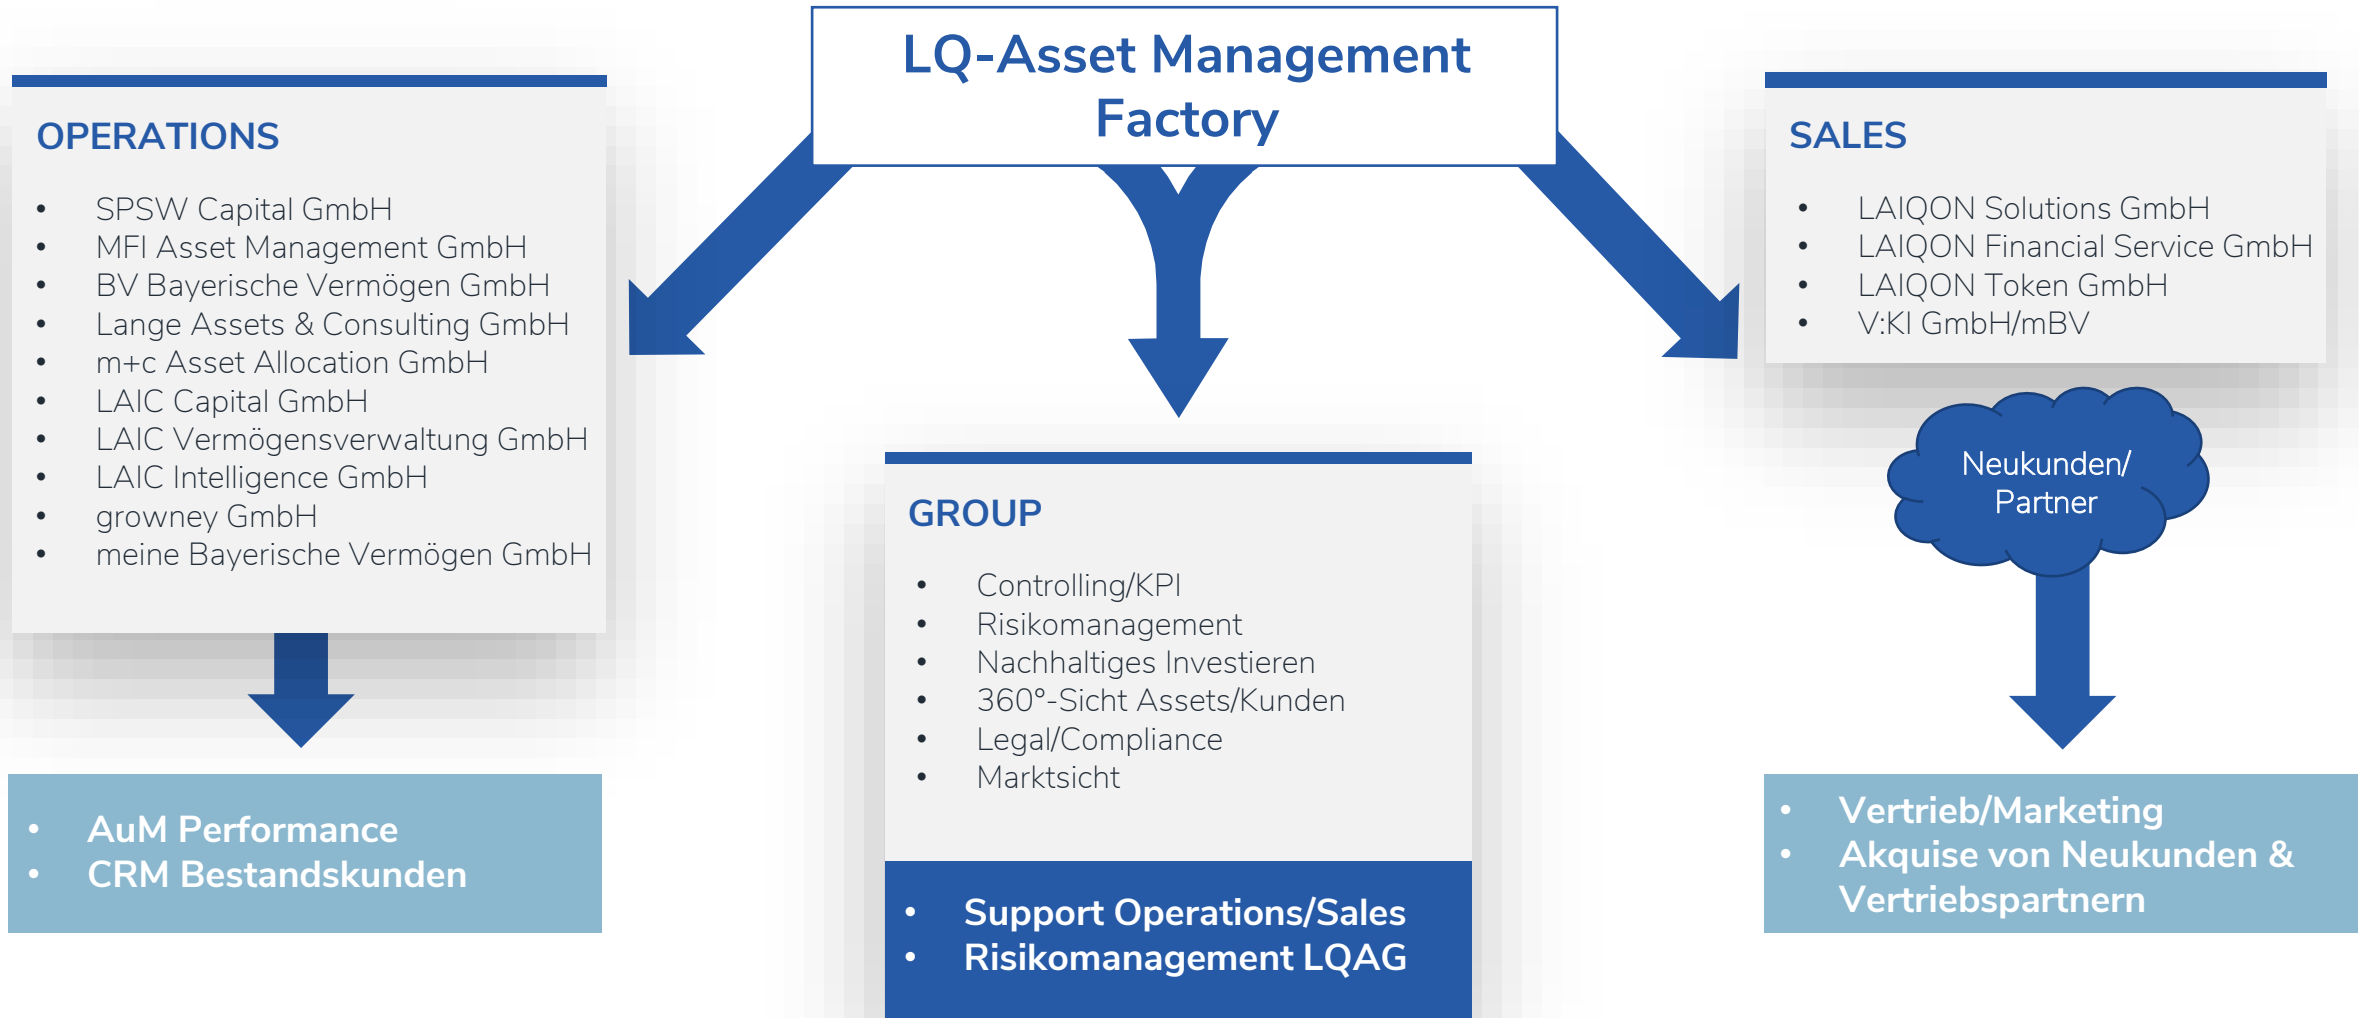 LQ-Asset Management
Factory
OPERATIONS
• SPSW Capital GmbH
• MFI Asset Management GmbH
• BV Bayerische Vermögen GmbH
• Lange Assets & Consulting GmbH
• m+c Asset Allocation GmbH
• LAIC Capital GmbH
• LAIC Vermögensverwaltung GmbH
• LAIC Intelligence GmbH
• growney GmbH
• meine Bayerische Vermögen GmbH
• AuM Performance
• CRM Bestandskunden
GROUP
• Controlling/KPI
• Risikomanagement
• Nachhaltiges Investieren
• 360°-Sicht Assets/Kunden
• Legal/Compliance
• Marktsicht
• Support Operations/Sales
• Risikomanagement LQAG
SALES
• LAIQON Solutions GmbH
• LAIQON Financial Service GmbH
• LAIQON Token GmbH
• V:KI GmbH/mBV
Neukunden/
Partner
• Vertrieb/Marketing
• Akquise von Neukunden &
Vertriebspartnern